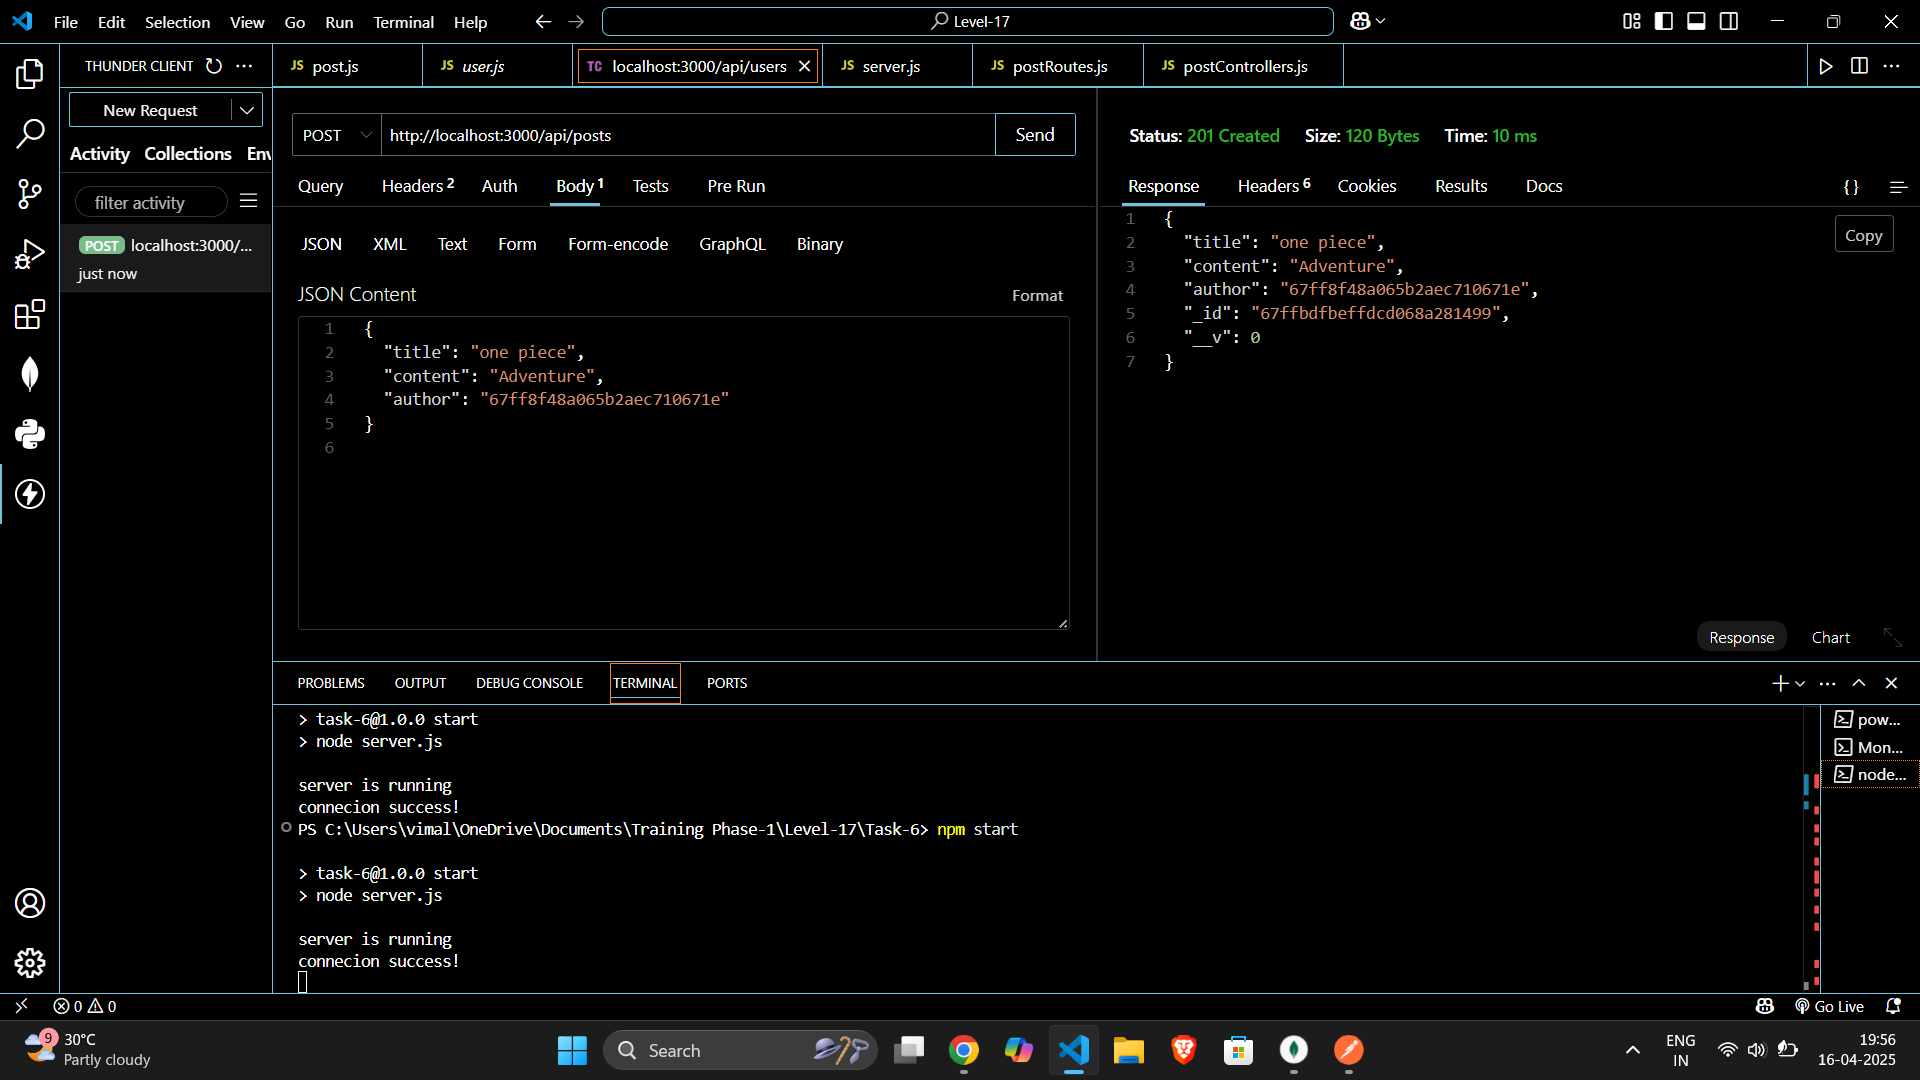 File Edit Selection View Go Run Terminal Help
Level-17
THUNDER CLIENT
New Request
Activity Collections Env
filter activity
POST localhost:3000/...
just now
JS post.js
JS user.js
TC localhost:3000/api/users
JS server.js
JS postRoutes.js
JS postControllers.js
POST http://localhost:3000/api/posts Send
Query Headers 2 Auth Body 1 Tests Pre Run
JSON XML Text Form Form-encode GraphQL Binary
JSON Content Format
1 {
2 "title": "one piece",
3 "content": "Adventure",
4 "author": "67ff8f48a065b2aec710671e"
5 }
6
Status: 201 Created Size: 120 Bytes Time: 10 ms
Response Headers 6 Cookies Results Docs {}
Copy
1 {
2 "title": "one piece",
3 "content": "Adventure",
4 "author": "67ff8f48a065b2aec710671e",
5 "_id": "67ffbdfbeffdcd068a281499",
6 "__v": 0
7 }
Response Chart
PROBLEMS OUTPUT DEBUG CONSOLE TERMINAL PORTS
> task-6@1.0.0 start
> node server.js
server is running
connecion success!
PS C:\Users\vimal\OneDrive\Documents\Training Phase-1\Level-17\Task-6> npm start
> task-6@1.0.0 start
> node server.js
server is running
connecion success!
pow...
Mon...
node...
0 0
Go Live
9
30°C
Partly cloudy
Search
ENG
IN
19:56
16-04-2025